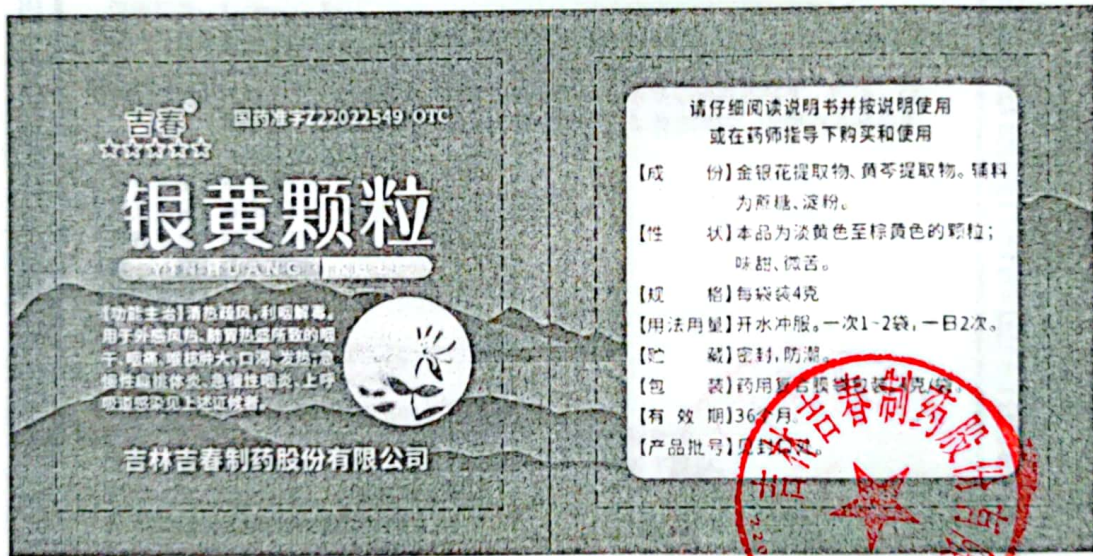 吉春
国药准字Z22022549 OTC
银黄颗粒
【功能主治】清热疏风,利咽解毒。
用于外感风热、肺胃热盛所致的咽
干、咽痛、喉核肿大、口渴、发热;急
慢性扁桃体炎、急慢性咽炎、上呼
吸道感染见上述证候者。
吉林吉春制药股份有限公司
请仔细阅读说明书并按说明使用
或在药师指导下购买和使用
【成 份】金银花提取物、黄芩提取物。辅料
为蔗糖、淀粉。
【性 状】本品为淡黄色至棕黄色的颗粒;
味甜、微苦。
【规 格】每袋装4克
【用法用量】开水冲服。一次1~2袋,一日2次。
【贮 藏】密封,防潮。
【包 装】药用复合膜
【有 效 期】36个月。
【产品批号】见封口处。
吉林吉春制药股份